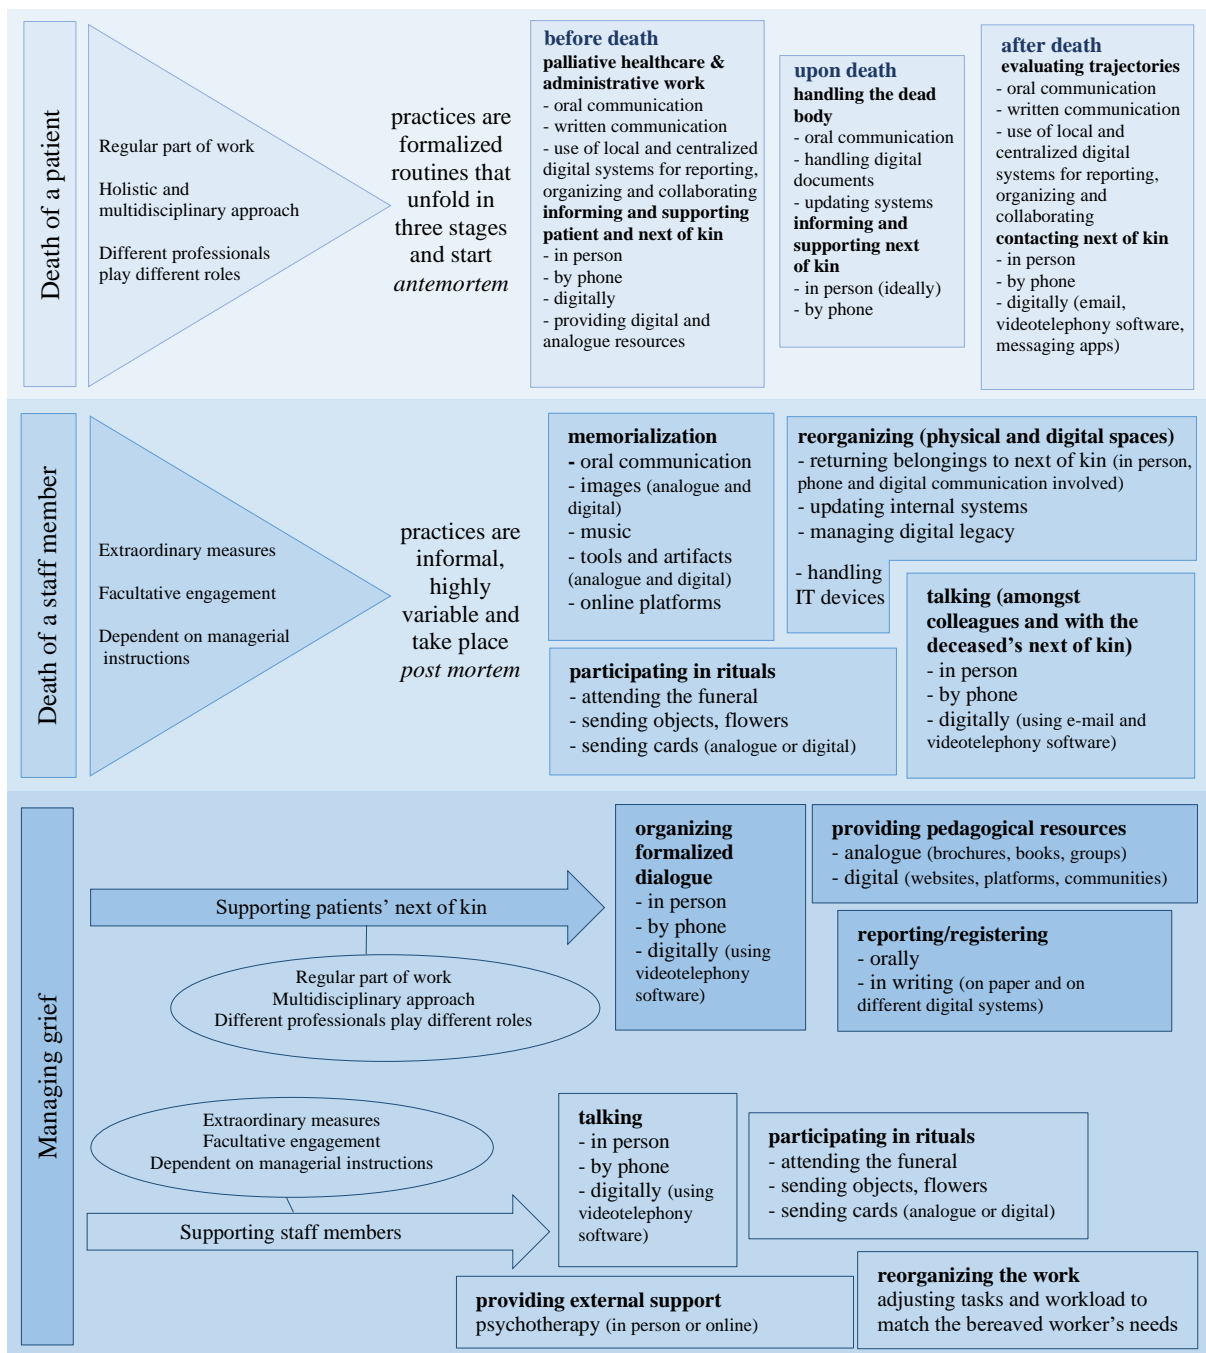 Death of a patient
Regular part of work
Holistic and
multidisciplinary approach
Different professionals
play different roles
practices are
formalized
routines that
unfold in
three stages
and start
antemortem
before death
palliative healthcare &
administrative work
- oral communication
- written communication
- use of local and centralized
digital systems for reporting,
organizing and collaborating
informing and supporting
patient and next of kin
- in person
- by phone
- digitally
- providing digital and
analogue resources
upon death
handling the dead
body
- oral communication
- handling digital
documents
- updating systems
informing and
supporting next
of kin
- in person (ideally)
- by phone
after death
evaluating trajectories
- oral communication
- written communication
- use of local and
centralized digital
systems for reporting,
organizing and
collaborating
contacting next of kin
- in person
- by phone
- digitally (email,
videotelephony software,
messaging apps)
Death of a staff member
Extraordinary measures
Facultative engagement
Dependent on managerial
instructions
practices are
informal,
highly
variable and
take place
post mortem
memorialization
- oral communication
- images (analogue and
digital)
- music
- tools and artifacts
(analogue and digital)
- online platforms
reorganizing (physical and digital spaces)
- returning belongings to next of kin (in person,
phone and digital communication involved)
- updating internal systems
- managing digital legacy
- handling
IT devices
talking (amongst
colleagues and with the
deceased’s next of kin)
- in person
- by phone
- digitally (using e-mail and
videotelephony software)
participating in rituals
- attending the funeral
- sending objects, flowers
- sending cards (analogue or digital)
Managing grief
Supporting patients’ next of kin
Regular part of work
Multidisciplinary approach
Different professionals play different roles
organizing
formalized
dialogue
- in person
- by phone
- digitally (using
videotelephony
software)
providing pedagogical resources
- analogue (brochures, books, groups)
- digital (websites, platforms, communities)
reporting/registering
- orally
- in writing (on paper and on
different digital systems)
Extraordinary measures
Facultative engagement
Dependent on managerial instructions
Supporting staff members
talking
- in person
- by phone
- digitally (using
videotelephony
software)
participating in rituals
- attending the funeral
- sending objects, flowers
- sending cards (analogue or digital)
providing external support
psychotherapy (in person or online)
reorganizing the work
adjusting tasks and workload to
match the bereaved worker’s needs